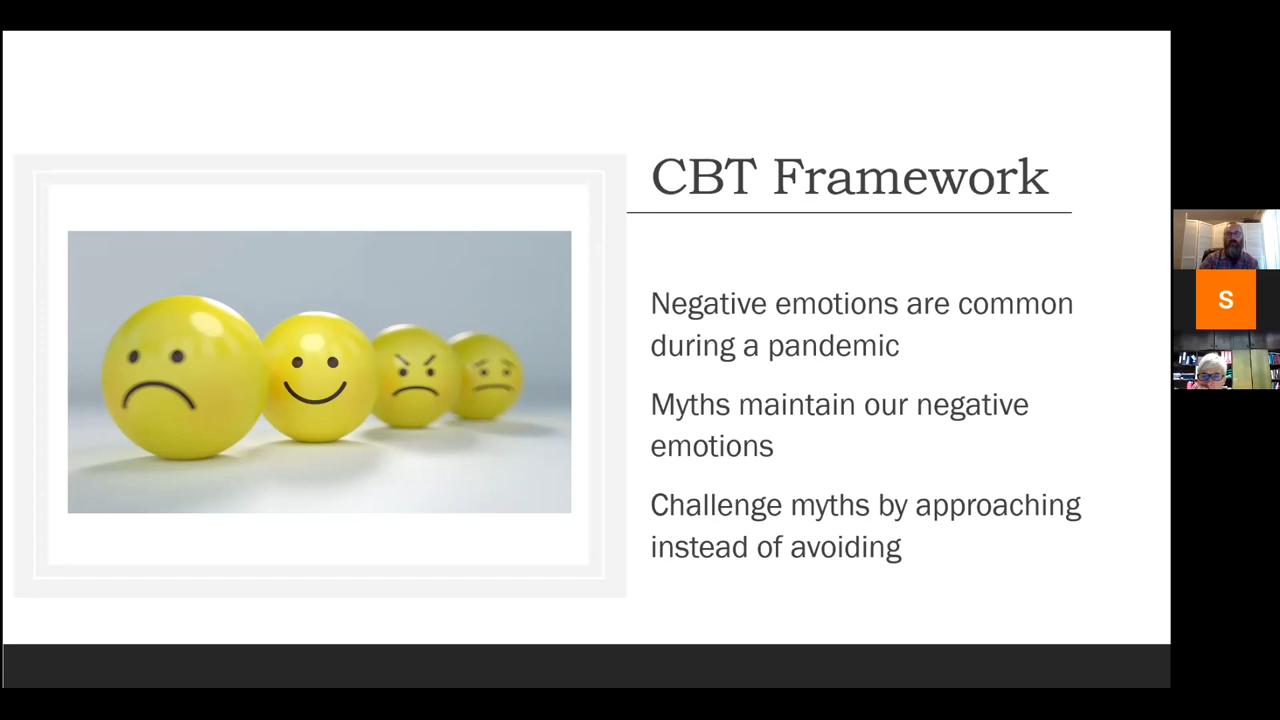 CBT Framework
Negative emotions are common
during a pandemic
Myths maintain our negative
emotions
Challenge myths by approaching
instead of avoiding
S